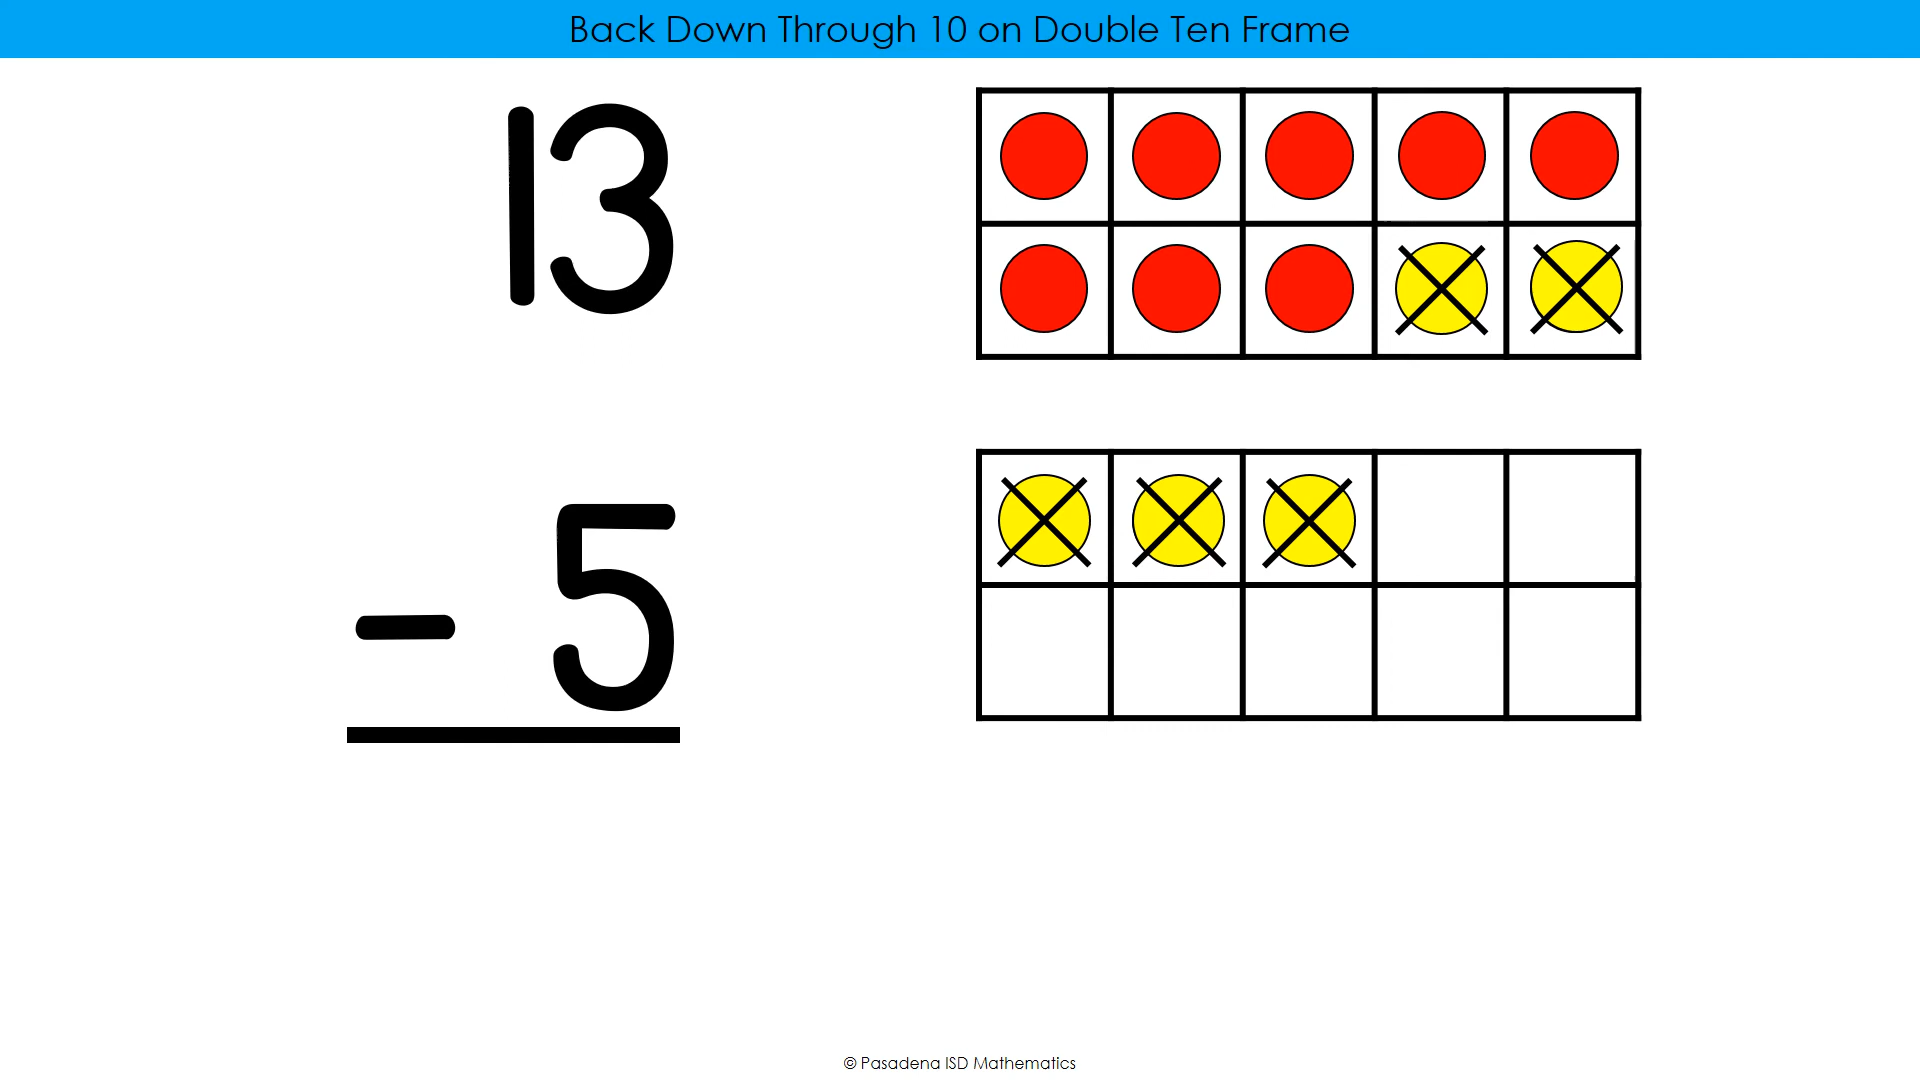 Back Down Through 10 on Double Ten Frame
13
- 5
© Pasadena ISD Mathematics